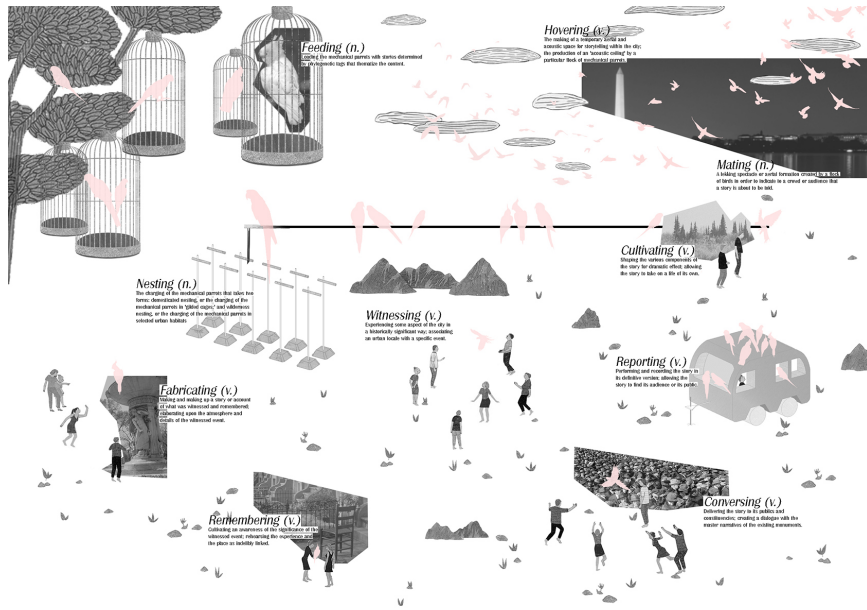 Feeding (n.)
Loading the mechanical parrots with stories determined
by phylogenetic tags that thematize the content.
Hovering (v.)
The making of a temporary aerial and
acoustic space for storytelling within the city;
the production of an 'acoustic ceiling' by a
particular flock of mechanical parrots.
Mating (n.)
A lekking spectacle or aerial formation created by a flock
of birds in order to indicate to a crowd or audience that
a story is about to be told.
Cultivating (v.)
Shaping the various components of
the story for dramatic effect; allowing
the story to take on a life of its own.
Nesting (n.)
The charging of the mechanical parrots that takes two
forms: domesticated nesting, or the charging of the
mechanical parrots in 'gilded cages;' and wilderness
nesting, or the charging of the mechanical parrots in
selected urban habitats
Witnessing (v.)
Experiencing some aspect of the city in
a historically significant way; associating
an urban locale with a specific event.
Reporting (v.)
Performing and recording the story in
its definitive version; allowing the
story to find its audience or its public.
Fabricating (v.)
Making and making up a story or account
of what was witnessed and remembered;
elaborating upon the atmosphere and
details of the witnessed event.
Remembering (v.)
Cultivating an awareness of the significance of the
witnessed event; rehearsing the experience and
the place as indelibly linked.
Conversing (v.)
Delivering the story to its publics and
constituencies; creating a dialogue with the
master narratives of the existing monuments.